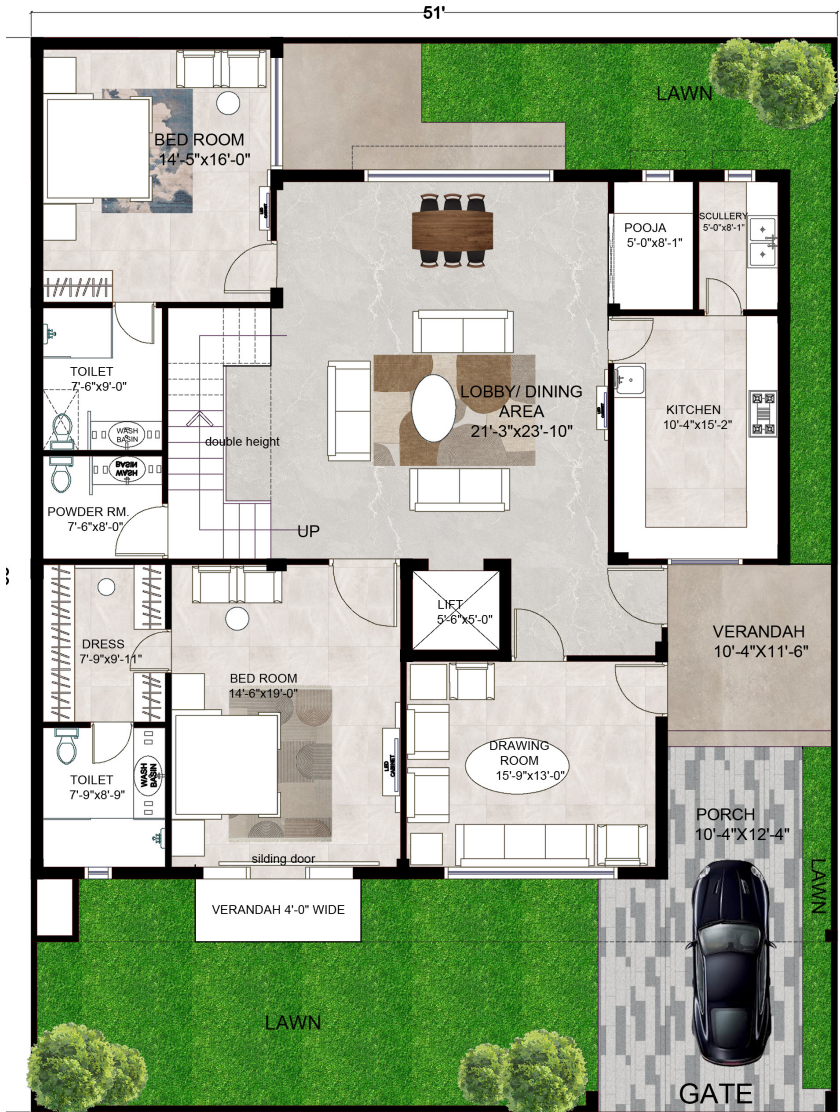 51'
LAWN
BED ROOM
14'-5"x16'-0"
LED
CABINET
POOJA
5'-0"x8'-1"
SCULLERY
5'-0"x8'-1"
TOILET
7'-6"x9'-0"
WASH
BASIN
LOBBY/ DINING
AREA
21'-3"x23'-10"
KITCHEN
10'-4"x15'-2"
double height
WASH
BASIN
POWDER RM.
7'-6"x8'-0"
UP
LIFT
5'-6"x5'-0"
DRESS
7'-9"x9'-11"
VERANDAH
10'-4"X11'-6"
BED ROOM
14'-6"x19'-0"
LED
CABINET
DRAWING
ROOM
15'-9"x13'-0"
TOILET
7'-9"x8'-9"
WASH
BASIN
PORCH
10'-4"X12'-4"
silding door
LAWN
VERANDAH 4'-0" WIDE
LAWN
GATE